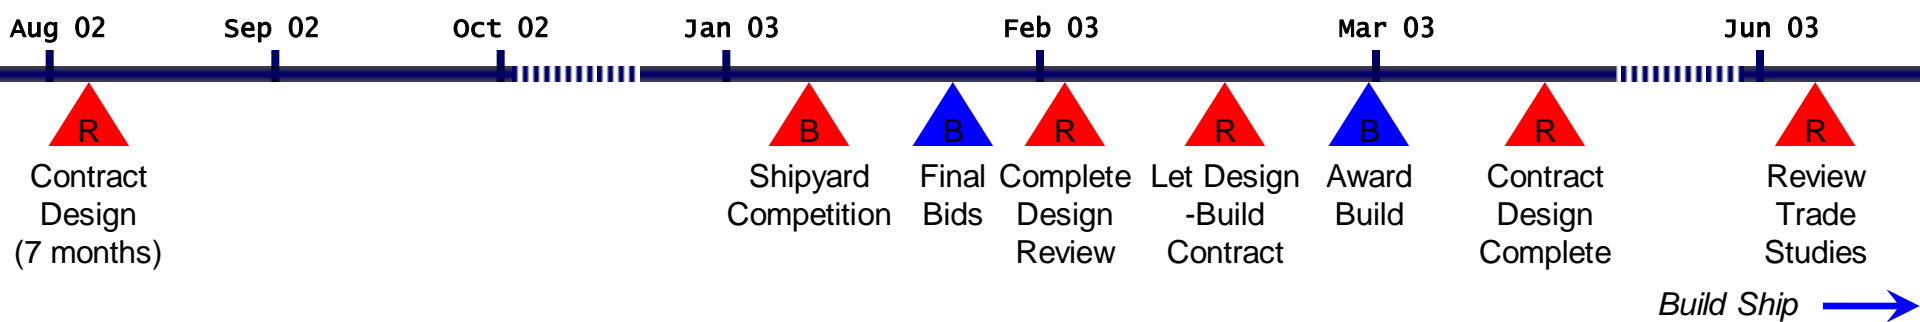 Aug 02 Sep 02 Oct 02 Jan 03 Feb 03 Mar 03 Jun 03
R B B R R B R R
Contract
Design
(7 months)
Shipyard
Competition
Final
Bids
Complete
Design
Review
Let Design
-Build
Contract
Award
Build
Contract
Design
Complete
Review
Trade
Studies
Build Ship